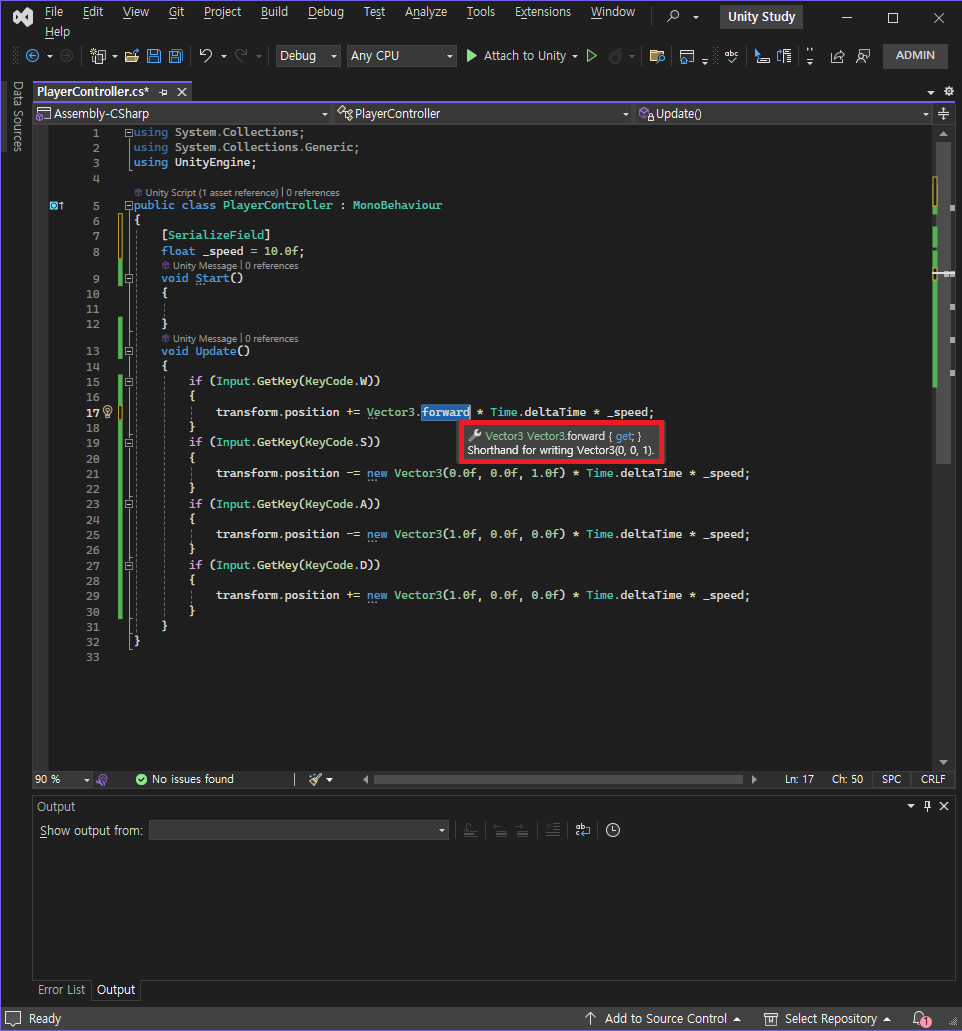 File Edit View Git Project Build Debug Test Analyze Tools Extensions Window Unity Study
Help
Debug Any CPU Attach to Unity ADMIN
Data Sources
PlayerController.cs*
Assembly-CSharp PlayerController Update()
1 using System.Collections;
2 using System.Collections.Generic;
3 using UnityEngine;
4
Unity Script (1 asset reference) | 0 references
5 public class PlayerController : MonoBehaviour
6 {
7 [SerializeField]
8 float _speed = 10.0f;
Unity Message | 0 references
9 void Start()
10 {
11
12 }
Unity Message | 0 references
13 void Update()
14 {
15 if (Input.GetKey(KeyCode.W))
16 {
17 transform.position += Vector3.forward * Time.deltaTime * _speed;
18 }
Vector3 Vector3.forward { get; }
19 if (Input.GetKey(KeyCode.S))
Shorthand for writing Vector3(0, 0, 1).
20 {
21 transform.position -= new Vector3(0.0f, 0.0f, 1.0f) * Time.deltaTime * _speed;
22 }
23 if (Input.GetKey(KeyCode.A))
24 {
25 transform.position -= new Vector3(1.0f, 0.0f, 0.0f) * Time.deltaTime * _speed;
26 }
27 if (Input.GetKey(KeyCode.D))
28 {
29 transform.position += new Vector3(1.0f, 0.0f, 0.0f) * Time.deltaTime * _speed;
30 }
31 }
32 }
33
90 % No issues found Ln: 17 Ch: 50 SPC CRLF
Output
Show output from:
Error List Output
Ready Add to Source Control Select Repository 1